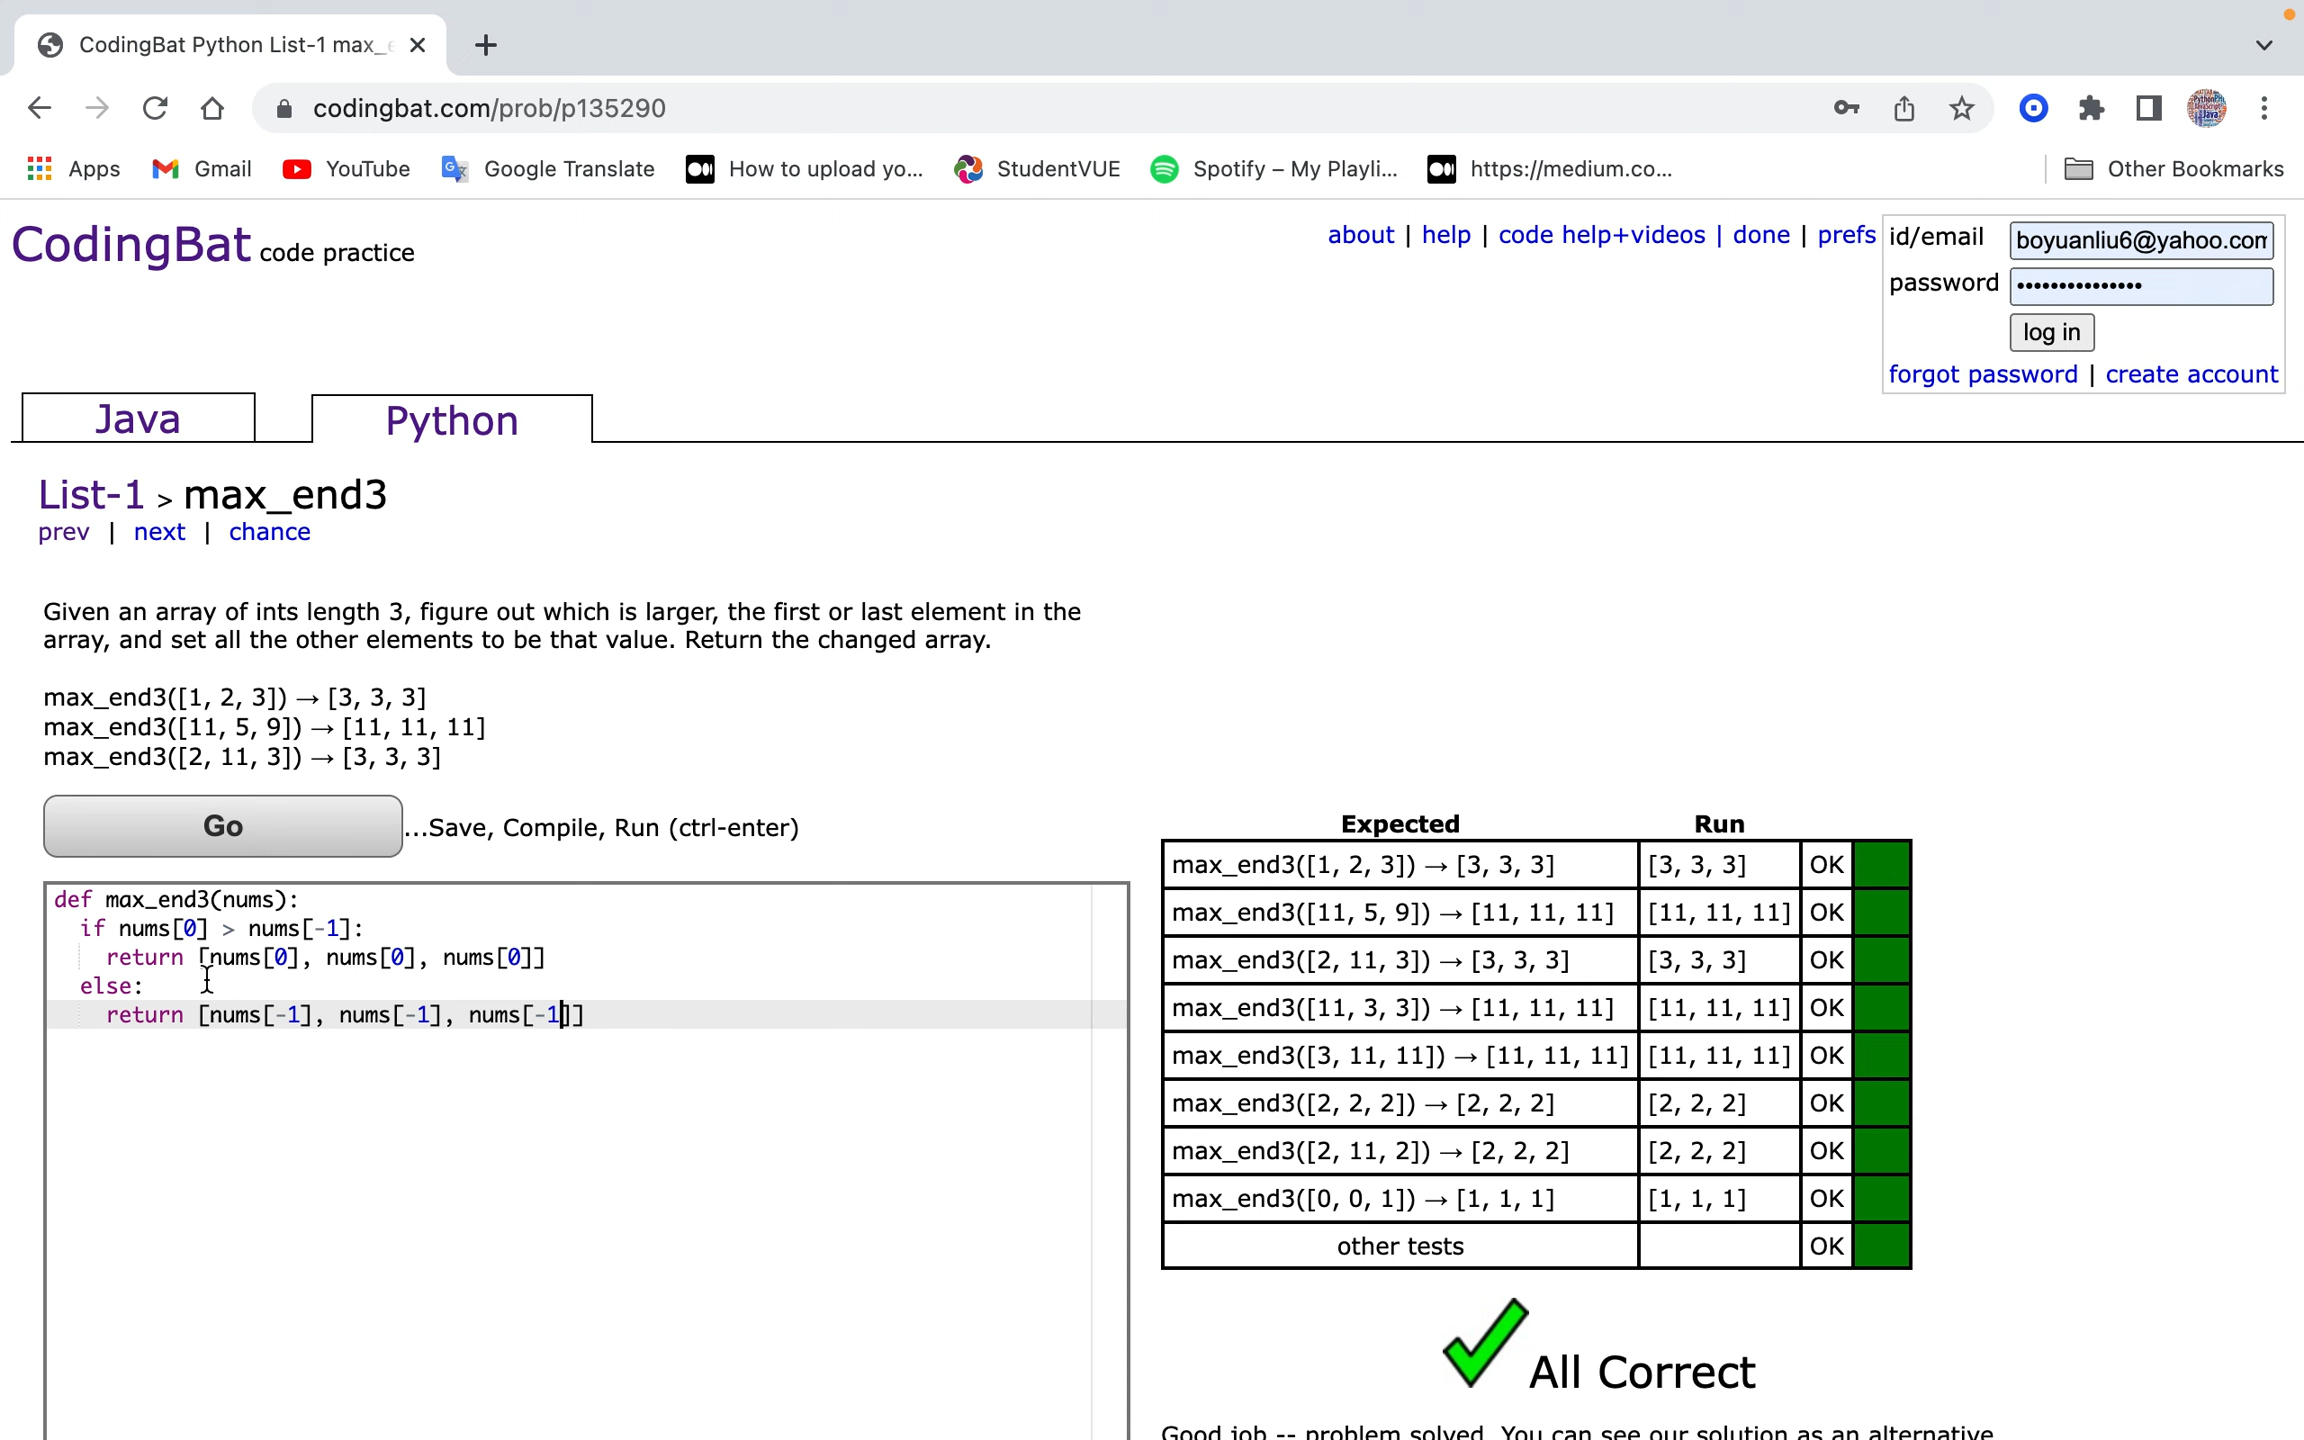 CodingBat Python List-1 max_e
codingbat.com/prob/p135290
Apps Gmail YouTube Google Translate How to upload yo... StudentVUE Spotify – My Playli... https://medium.co... Other Bookmarks
CodingBat code practice
about | help | code help+videos | done | prefs
id/email boyuanliu6@yahoo.com
password •••••••••••••••
log in
forgot password | create account
Java Python
List-1 > max_end3
prev | next | chance
Given an array of ints length 3, figure out which is larger, the first or last element in the
array, and set all the other elements to be that value. Return the changed array.
max_end3([1, 2, 3]) → [3, 3, 3]
max_end3([11, 5, 9]) → [11, 11, 11]
max_end3([2, 11, 3]) → [3, 3, 3]
Go ...Save, Compile, Run (ctrl-enter)
def max_end3(nums):
if nums[0] > nums[-1]:
return [nums[0], nums[0], nums[0]]
else:
return [nums[-1], nums[-1], nums[-1]]
Expected Run
max_end3([1, 2, 3]) → [3, 3, 3] [3, 3, 3] OK
max_end3([11, 5, 9]) → [11, 11, 11] [11, 11, 11] OK
max_end3([2, 11, 3]) → [3, 3, 3] [3, 3, 3] OK
max_end3([11, 3, 3]) → [11, 11, 11] [11, 11, 11] OK
max_end3([3, 11, 11]) → [11, 11, 11] [11, 11, 11] OK
max_end3([2, 2, 2]) → [2, 2, 2] [2, 2, 2] OK
max_end3([2, 11, 2]) → [2, 2, 2] [2, 2, 2] OK
max_end3([0, 0, 1]) → [1, 1, 1] [1, 1, 1] OK
other tests OK
All Correct
Good job -- problem solved. You can see our solution as an alternative